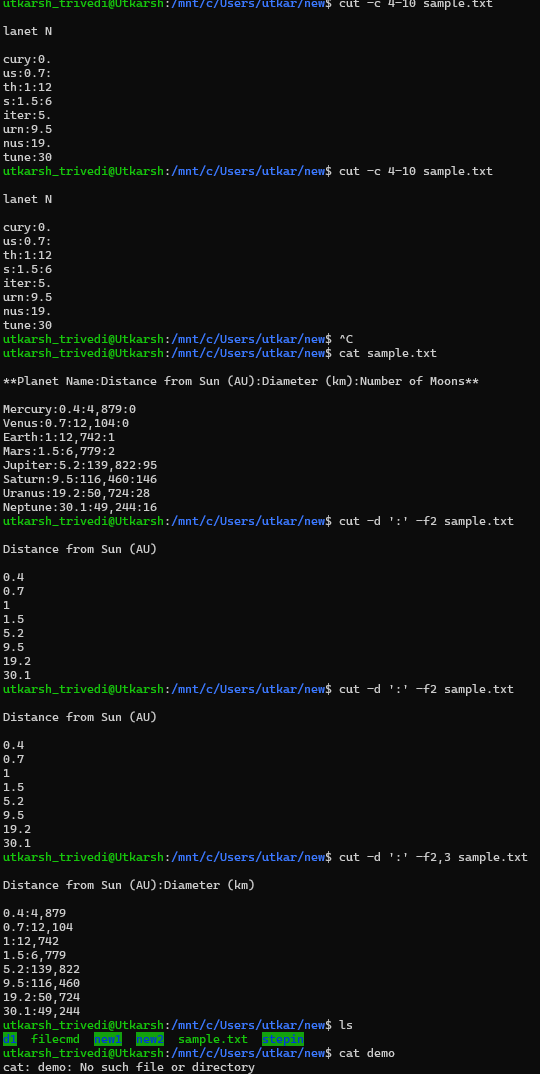 utkarsh_trivedi@Utkarsh:/mnt/c/Users/utkar/new$ cut -c 4-10 sample.txt
lanet N
cury:0.
us:0.7:
th:1:12
s:1.5:6
iter:5.
urn:9.5
nus:19.
tune:30
utkarsh_trivedi@Utkarsh:/mnt/c/Users/utkar/new$ cut -c 4-10 sample.txt
lanet N
cury:0.
us:0.7:
th:1:12
s:1.5:6
iter:5.
urn:9.5
nus:19.
tune:30
utkarsh_trivedi@Utkarsh:/mnt/c/Users/utkar/new$ ^C
utkarsh_trivedi@Utkarsh:/mnt/c/Users/utkar/new$ cat sample.txt
**Planet Name:Distance from Sun (AU):Diameter (km):Number of Moons**
Mercury:0.4:4,879:0
Venus:0.7:12,104:0
Earth:1:12,742:1
Mars:1.5:6,779:2
Jupiter:5.2:139,822:95
Saturn:9.5:116,460:146
Uranus:19.2:50,724:28
Neptune:30.1:49,244:16
utkarsh_trivedi@Utkarsh:/mnt/c/Users/utkar/new$ cut -d ':' -f2 sample.txt
Distance from Sun (AU)
0.4
0.7
1
1.5
5.2
9.5
19.2
30.1
utkarsh_trivedi@Utkarsh:/mnt/c/Users/utkar/new$ cut -d ':' -f2 sample.txt
Distance from Sun (AU)
0.4
0.7
1
1.5
5.2
9.5
19.2
30.1
utkarsh_trivedi@Utkarsh:/mnt/c/Users/utkar/new$ cut -d ':' -f2,3 sample.txt
Distance from Sun (AU):Diameter (km)
0.4:4,879
0.7:12,104
1:12,742
1.5:6,779
5.2:139,822
9.5:116,460
19.2:50,724
30.1:49,244
utkarsh_trivedi@Utkarsh:/mnt/c/Users/utkar/new$ ls
filecmd new1 new2 sample.txt stepin
utkarsh_trivedi@Utkarsh:/mnt/c/Users/utkar/new$ cat demo
cat: demo: No such file or directory